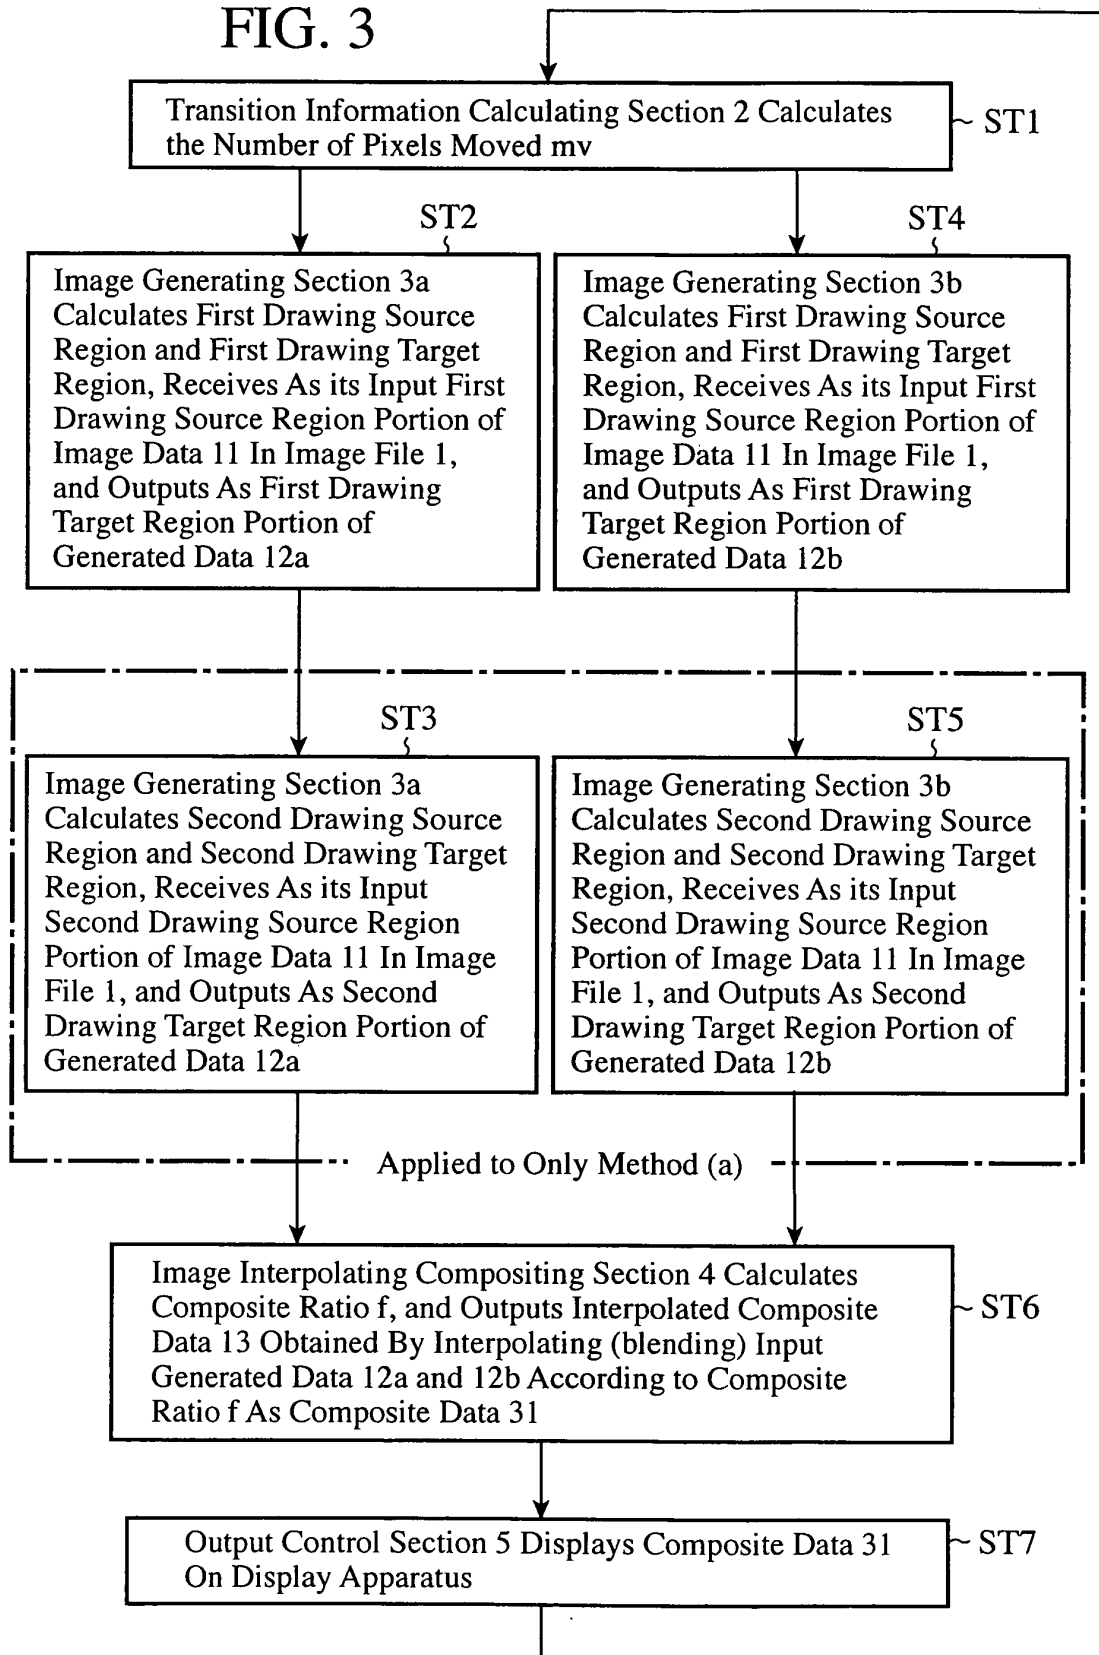 FIG. 3
Transition Information Calculating Section 2 Calculates
the Number of Pixels Moved mv
ST1
ST2
Image Generating Section 3a
Calculates First Drawing Source
Region and First Drawing Target
Region, Receives As its Input First
Drawing Source Region Portion of
Image Data 11 In Image File 1,
and Outputs As First Drawing
Target Region Portion of
Generated Data 12a
ST4
Image Generating Section 3b
Calculates First Drawing Source
Region and First Drawing Target
Region, Receives As its Input First
Drawing Source Region Portion of
Image Data 11 In Image File 1,
and Outputs As First Drawing
Target Region Portion of
Generated Data 12b
ST3
Image Generating Section 3a
Calculates Second Drawing Source
Region and Second Drawing Target
Region, Receives As its Input
Second Drawing Source Region
Portion of Image Data 11 In Image
File 1, and Outputs As Second
Drawing Target Region Portion of
Generated Data 12a
ST5
Image Generating Section 3b
Calculates Second Drawing Source
Region and Second Drawing Target
Region, Receives As its Input
Second Drawing Source Region
Portion of Image Data 11 In Image
File 1, and Outputs As Second
Drawing Target Region Portion of
Generated Data 12b
Applied to Only Method (a)
Image Interpolating Compositing Section 4 Calculates
Composite Ratio f, and Outputs Interpolated Composite
Data 13 Obtained By Interpolating (blending) Input
Generated Data 12a and 12b According to Composite
Ratio f As Composite Data 31
ST6
Output Control Section 5 Displays Composite Data 31
On Display Apparatus
ST7